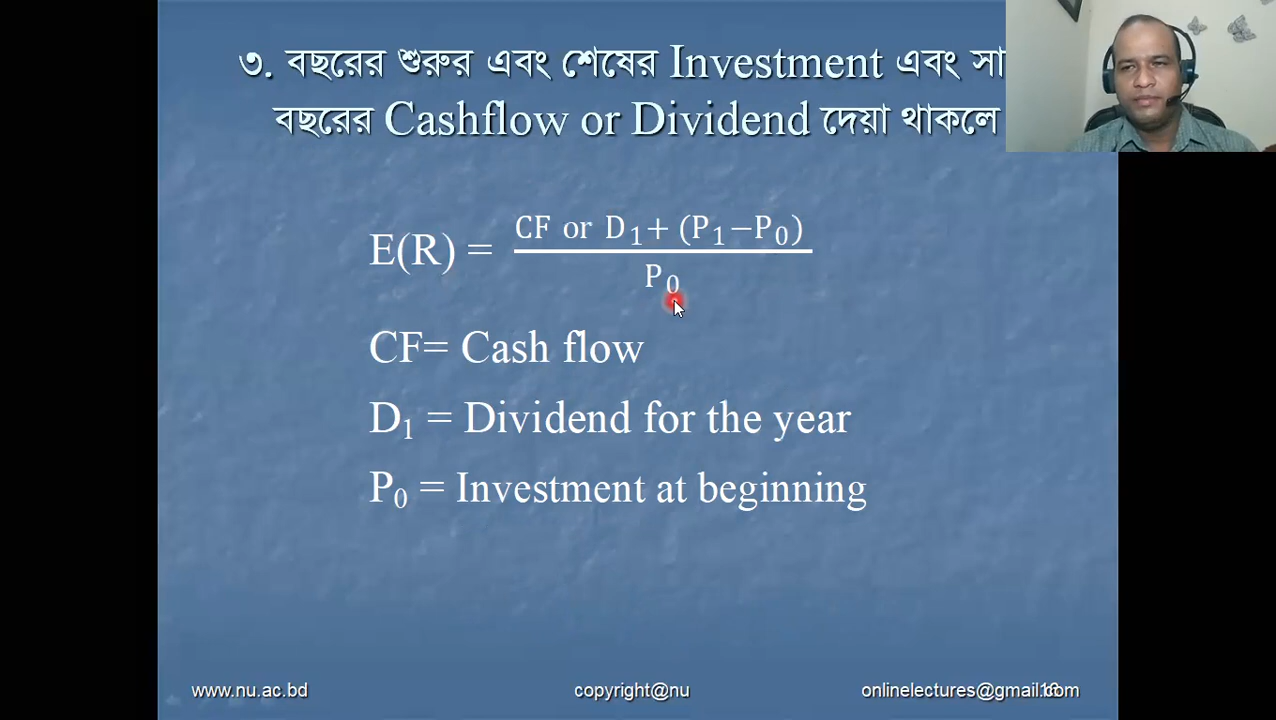 ৩. বছরের শুরুর এবং শেষের Investment এবং সা
বছরের Cashflow or Dividend দেয়া থাকলে
E(R) = (CF or D₁+ (P₁−P₀)) / P₀
CF= Cash flow
D₁ = Dividend for the year
P₀ = Investment at beginning
www.nu.ac.bd copyright@nu onlinelectures@gmail.com